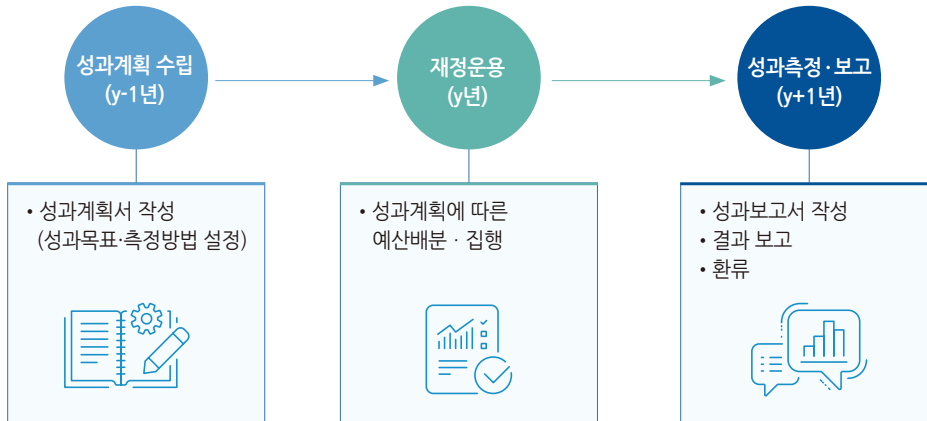 성과계획 수립
(y-1년)
재정운용
(y년)
성과측정·보고
(y+1년)
• 성과계획서 작성
(성과목표·측정방법 설정)
• 성과계획에 따른
예산배분 · 집행
• 성과보고서 작성
• 결과 보고
• 환류